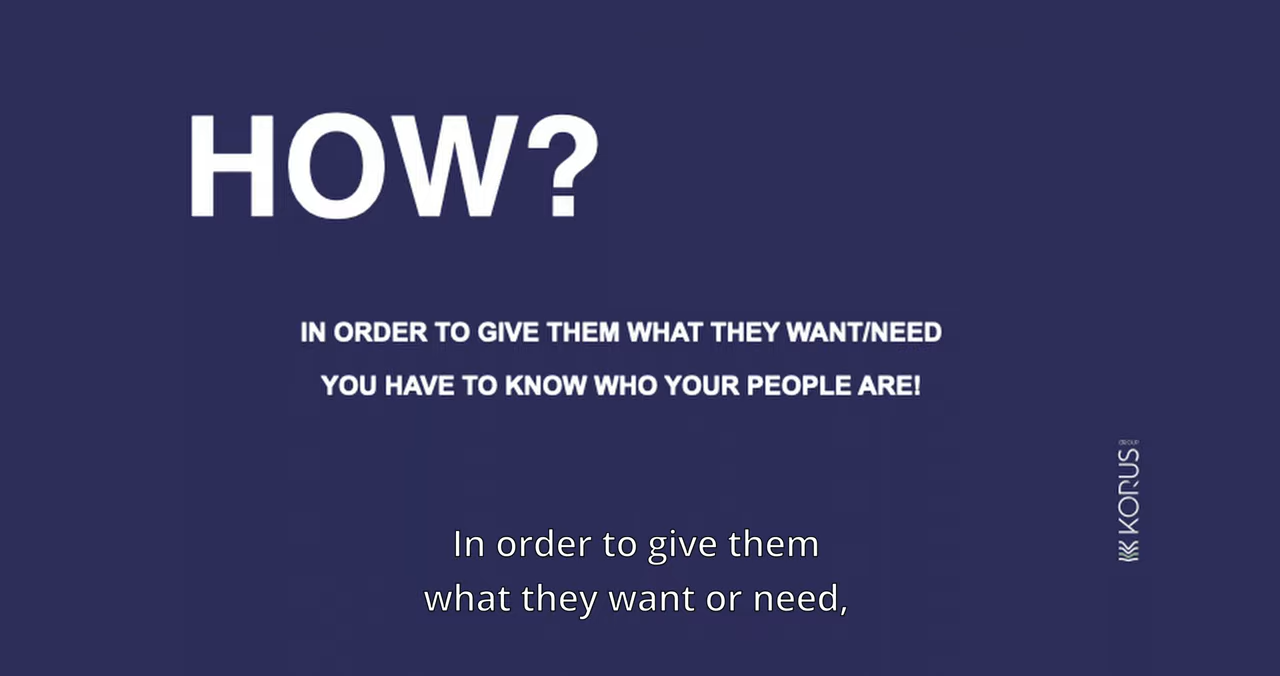 HOW?
IN ORDER TO GIVE THEM WHAT THEY WANT/NEED
YOU HAVE TO KNOW WHO YOUR PEOPLE ARE!
KORUS GROUP
In order to give them
what they want or need,